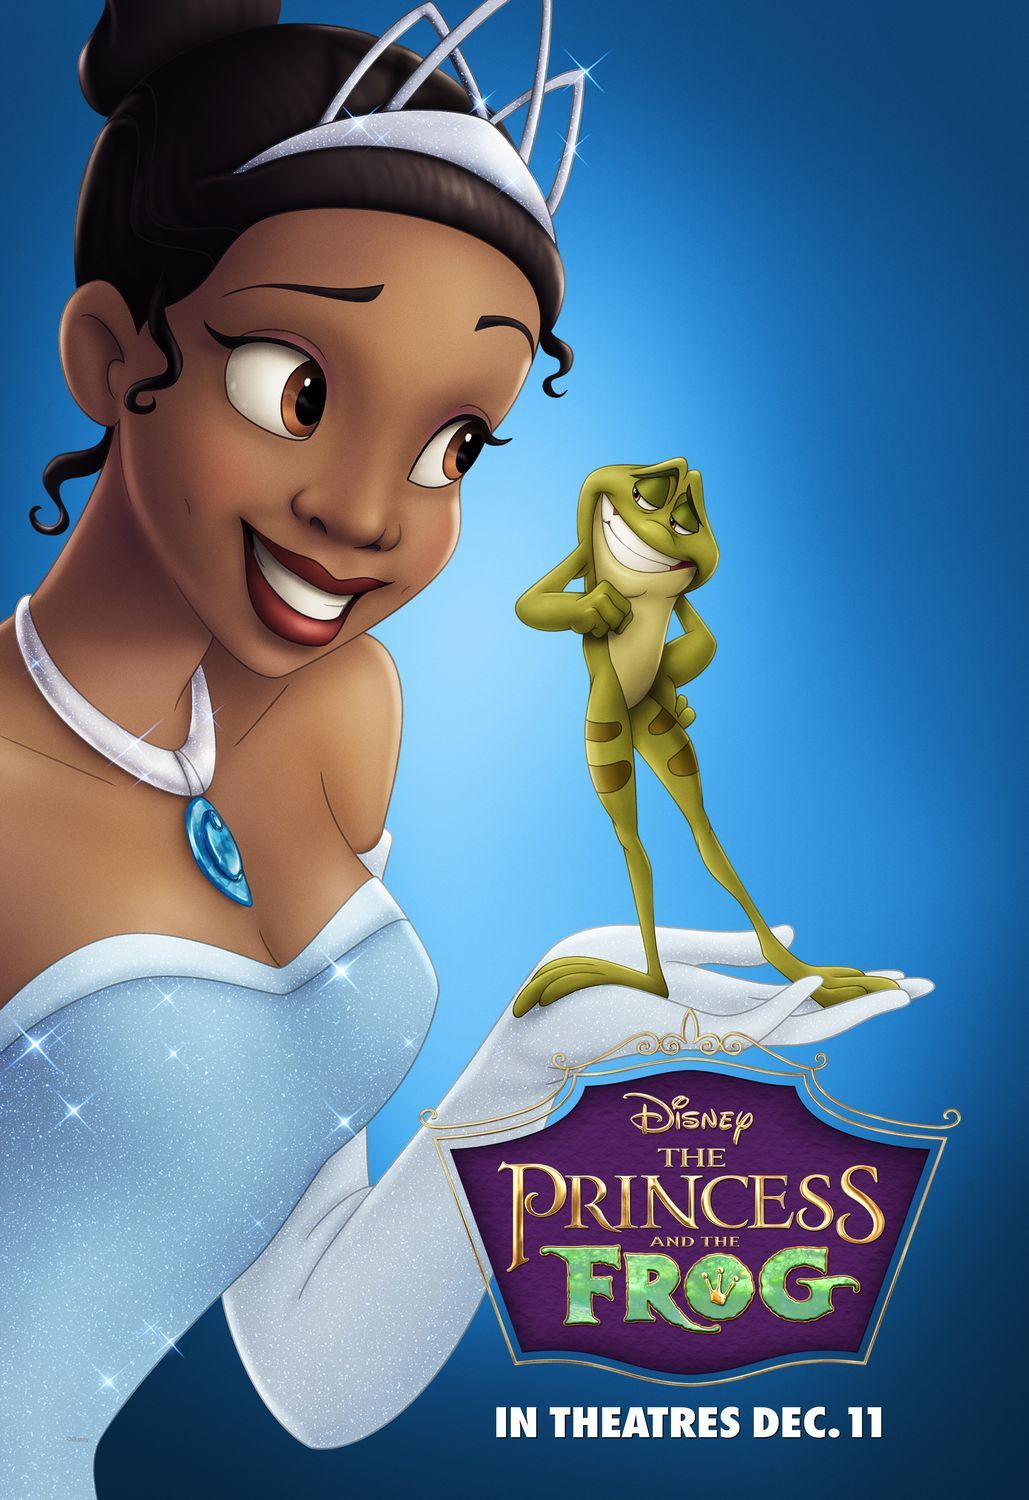 Disney
THE
PRINCESS
AND THE
FROG
IN THEATRES DEC. 11